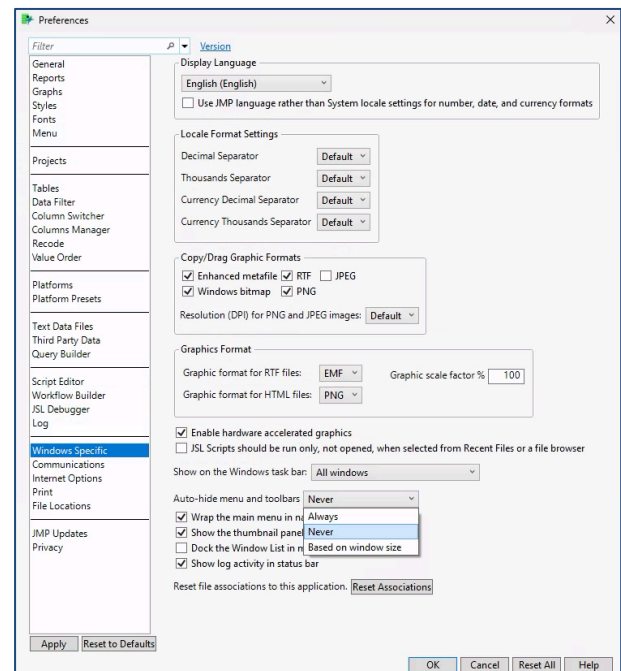 Preferences
Filter
Version
General
Reports
Graphs
Styles
Fonts
Menu
Projects
Tables
Data Filter
Column Switcher
Columns Manager
Recode
Value Order
Platforms
Platform Presets
Text Data Files
Third Party Data
Query Builder
Script Editor
Workflow Builder
JSL Debugger
Log
Windows Specific
Communications
Internet Options
Print
File Locations
JMP Updates
Privacy
Apply Reset to Defaults
Display Language
English (English)
Use JMP language rather than System locale settings for number, date, and currency formats
Locale Format Settings
Decimal Separator Default
Thousands Separator Default
Currency Decimal Separator Default
Currency Thousands Separator Default
Copy/Drag Graphic Formats
Enhanced metafile RTF JPEG
Windows bitmap PNG
Resolution (DPI) for PNG and JPEG images: Default
Graphics Format
Graphic format for RTF files: EMF Graphic scale factor % 100
Graphic format for HTML files: PNG
Enable hardware accelerated graphics
JSL Scripts should be run only, not opened, when selected from Recent Files or a file browser
Show on the Windows task bar: All windows
Auto-hide menu and toolbars Never
Wrap the main menu in Always
Show the thumbnail Never
Dock the Window List in Based on window size
Show log activity in status bar
Reset file associations to this application. Reset Associations
OK Cancel Reset All Help